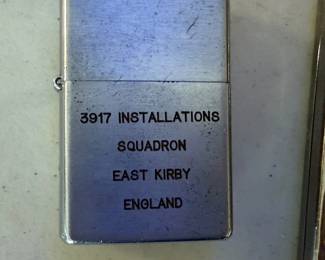 3917 INSTALLATIONS
SQUADRON
EAST KIRBY
ENGLAND